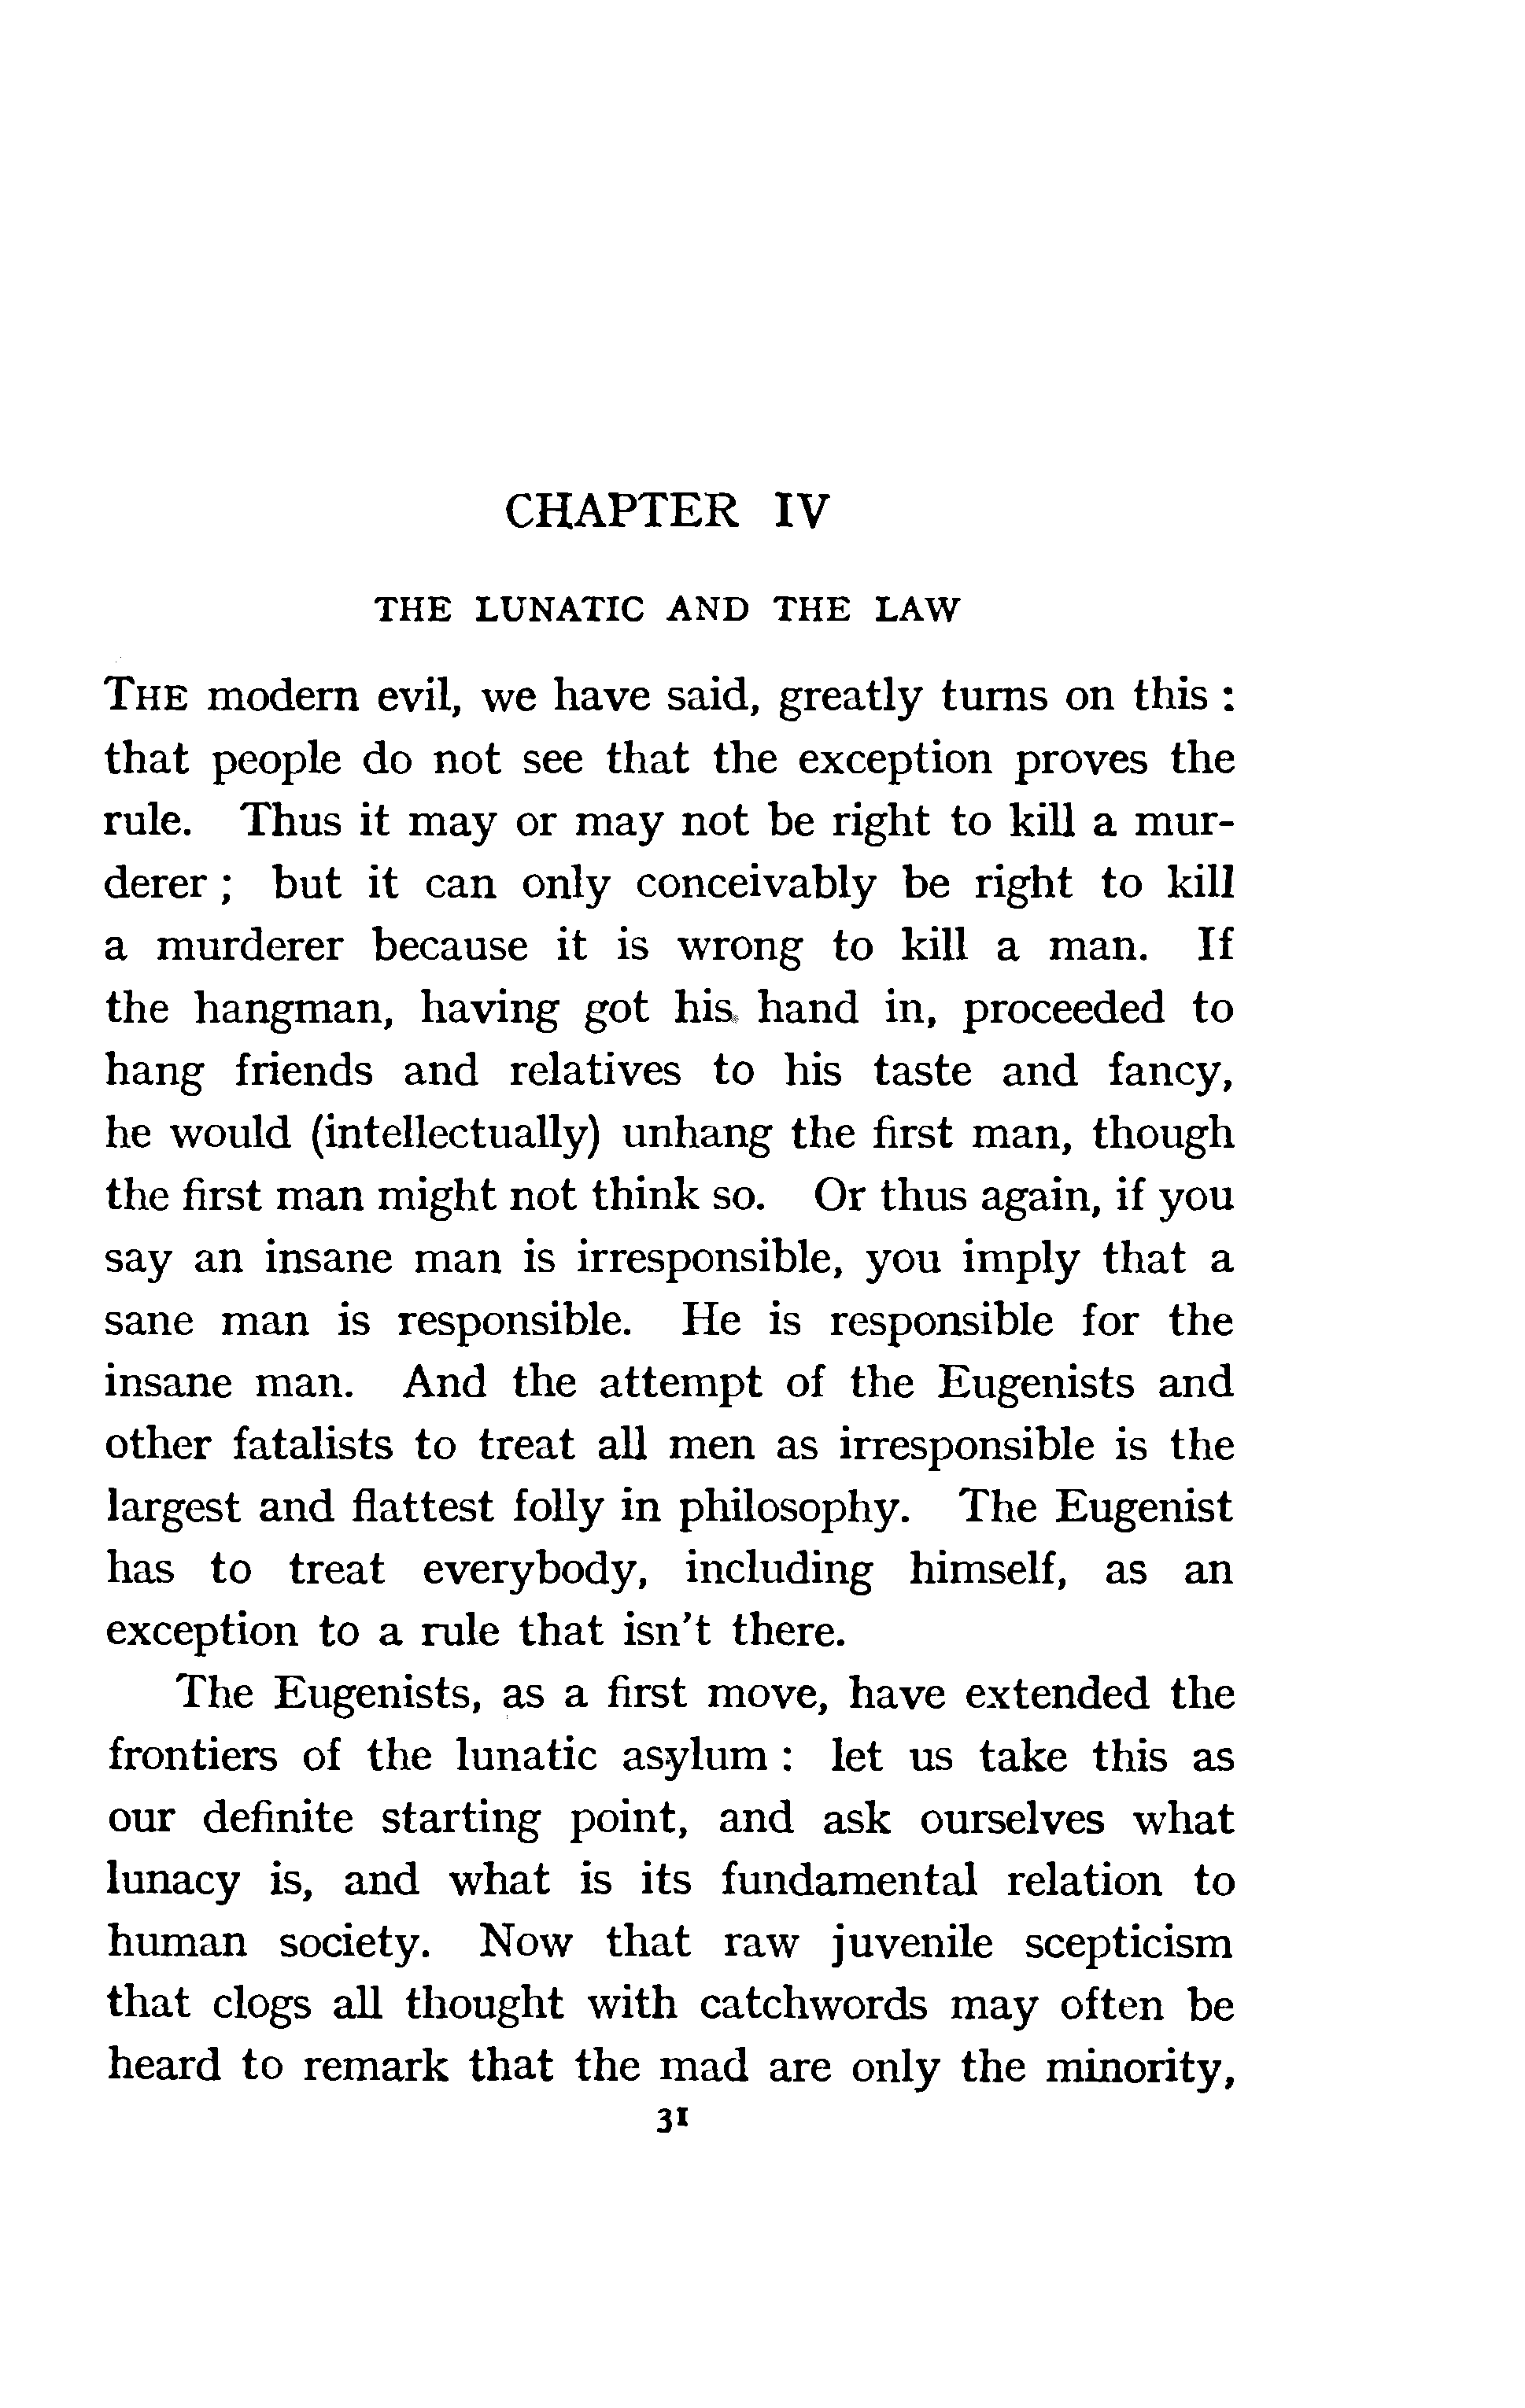 CHAPTER IV
THE LUNATIC AND THE LAW
THE modern evil, we have said, greatly turns on this :
that people do not see that the exception proves the
rule. Thus it may or may not be right to kill a mur-
derer ; but it can only conceivably be right to kill
a murderer because it is wrong to kill a man. If
the hangman, having got his hand in, proceeded to
hang friends and relatives to his taste and fancy,
he would (intellectually) unhang the first man, though
the first man might not think so. Or thus again, if you
say an insane man is irresponsible, you imply that a
sane man is responsible. He is responsible for the
insane man. And the attempt of the Eugenists and
other fatalists to treat all men as irresponsible is the
largest and flattest folly in philosophy. The Eugenist
has to treat everybody, including himself, as an
exception to a rule that isn't there.
The Eugenists, as a first move, have extended the
frontiers of the lunatic asylum : let us take this as
our definite starting point, and ask ourselves what
lunacy is, and what is its fundamental relation to
human society. Now that raw juvenile scepticism
that clogs all thought with catchwords may often be
heard to remark that the mad are only the minority,
31